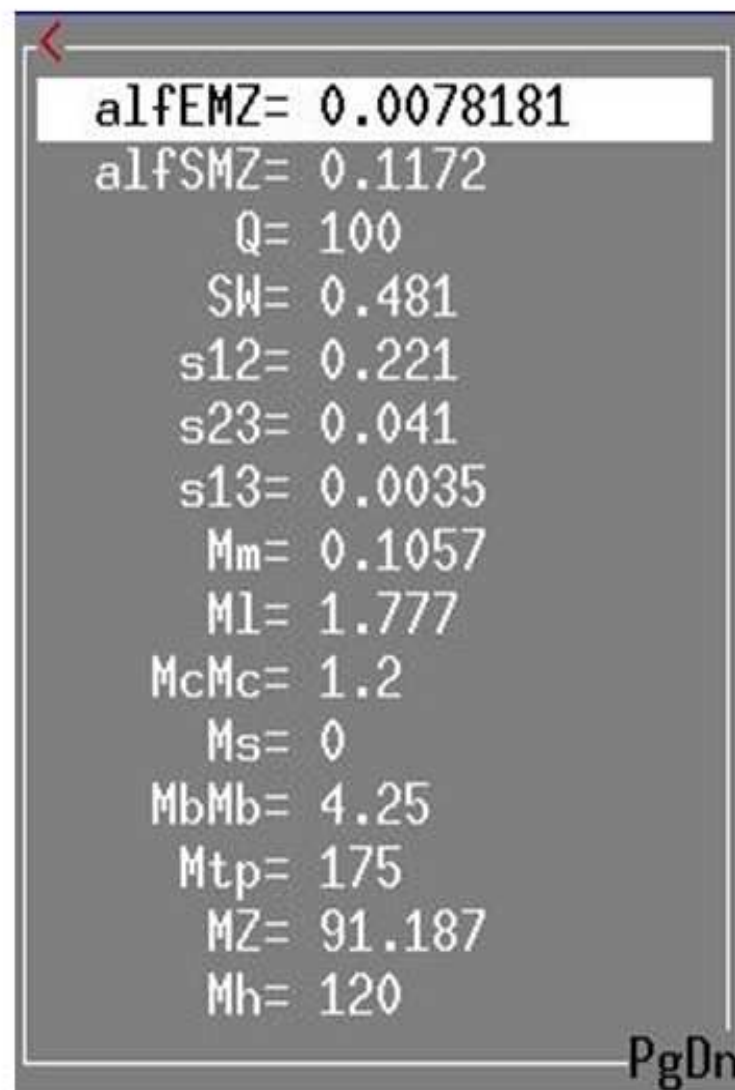 <
alfEMZ= 0.0078181
alfSMZ= 0.1172
Q= 100
SW= 0.481
s12= 0.221
s23= 0.041
s13= 0.0035
Mm= 0.1057
Ml= 1.777
McMc= 1.2
Ms= 0
MbMb= 4.25
Mtp= 175
MZ= 91.187
Mh= 120
PgDn